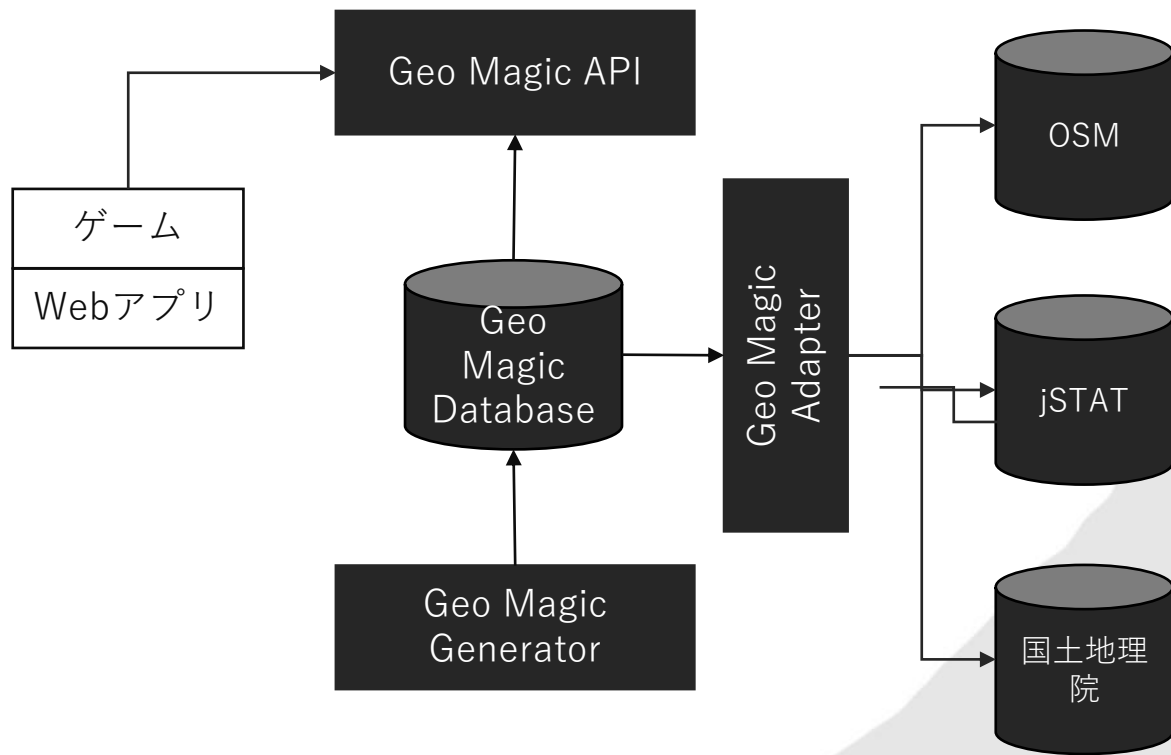 Geo Magic API
ゲーム
Webアプリ
Geo
Magic
Database
Geo Magic
Adapter
Geo Magic
Generator
OSM
jSTAT
国土地理
院